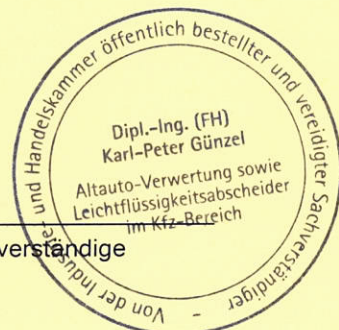 Von der Industrie- und Handelskammer öffentlich bestellter und vereidigter Sachverständiger -
Dipl.-Ing. (FH)
Karl-Peter Günzel
Altauto-Verwertung sowie
Leichtflüssigkeitsabscheider
im Kfz-Bereich
verständige